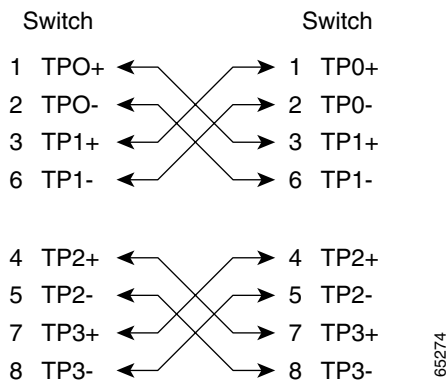 Switch Switch
1 TPO+ 1 TP0+
2 TPO- 2 TP0-
3 TP1+ 3 TP1+
6 TP1- 6 TP1-
4 TP2+ 4 TP2+
5 TP2- 5 TP2-
7 TP3+ 7 TP3+
8 TP3- 8 TP3-
65274